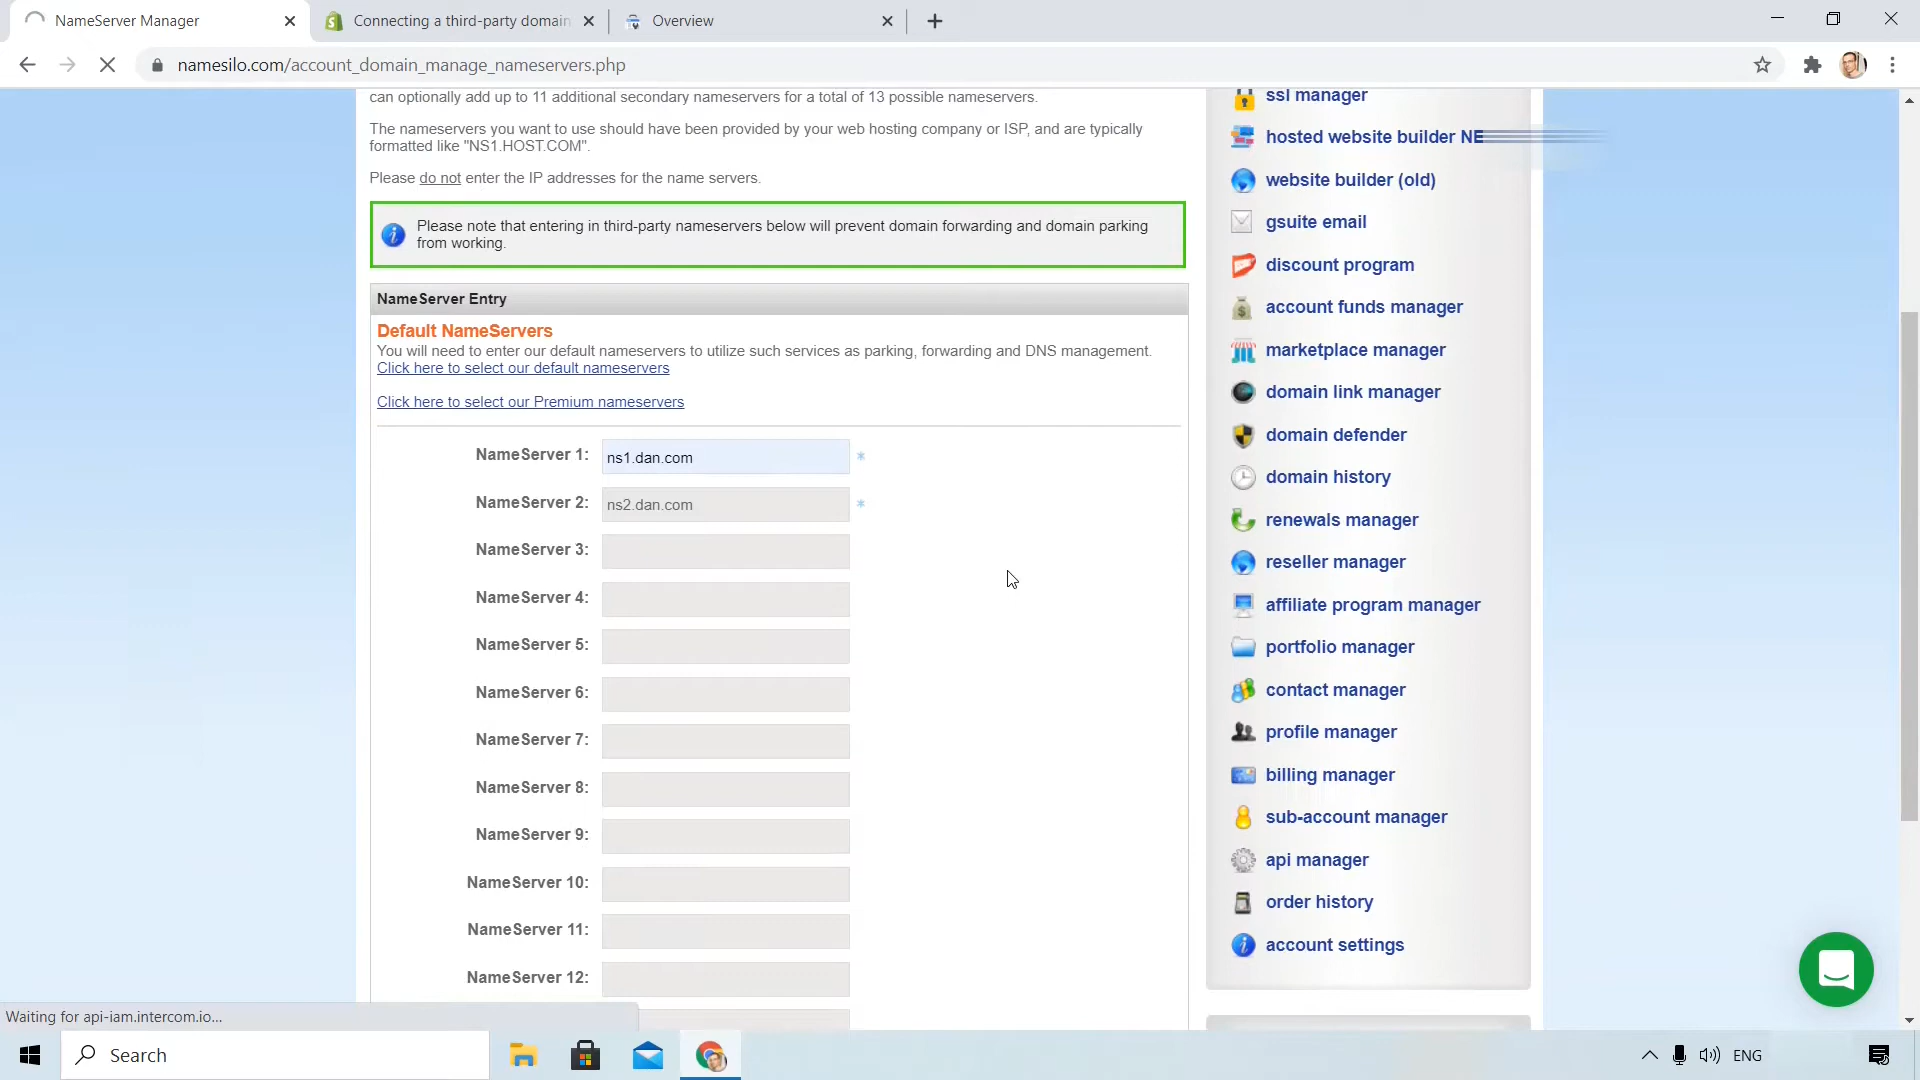 NameServer Manager
Connecting a third-party domain
Overview
namesilo.com/account_domain_manage_nameservers.php
can optionally add up to 11 additional secondary nameservers for a total of 13 possible nameservers.
The nameservers you want to use should have been provided by your web hosting company or ISP, and are typically
formatted like "NS1.HOST.COM".
Please do not enter the IP addresses for the name servers.
Please note that entering in third-party nameservers below will prevent domain forwarding and domain parking
from working.
NameServer Entry
Default NameServers
You will need to enter our default nameservers to utilize such services as parking, forwarding and DNS management.
Click here to select our default nameservers
Click here to select our Premium nameservers
NameServer 1: ns1.dan.com *
NameServer 2: ns2.dan.com *
NameServer 3:
NameServer 4:
NameServer 5:
NameServer 6:
NameServer 7:
NameServer 8:
NameServer 9:
NameServer 10:
NameServer 11:
NameServer 12:
ssl manager
hosted website builder NE
website builder (old)
gsuite email
discount program
account funds manager
marketplace manager
domain link manager
domain defender
domain history
renewals manager
reseller manager
affiliate program manager
portfolio manager
contact manager
profile manager
billing manager
sub-account manager
api manager
order history
account settings
Waiting for api-iam.intercom.io...
Search
ENG